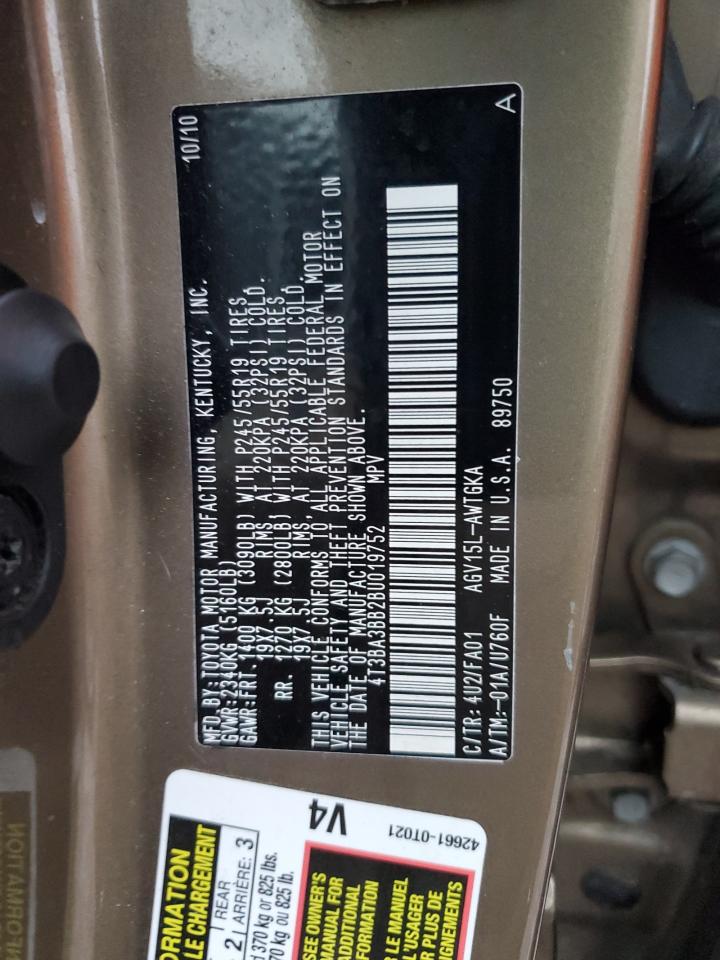 MFD.BY:TOYOTA MOTOR MANUFACTURING, KENTUCKY, INC. 10/10
GVWR:2340KG (5160LB)
GAWR:FRT. 1400 KG (3090LB) WITH P245/55R19 TIRES
19X7.5J RIMS, AT 220KPA (32PSI) COLD.
RR. 1270 KG (2800LB) WITH P245/55R19 TIRES
19X7.5J RIMS, AT 220KPA (32PSI) COLD.
THIS VEHICLE CONFORMS TO ALL APPLICABLE FEDERAL MOTOR
VEHICLE SAFETY AND THEFT PREVENTION STANDARDS IN EFFECT ON
THE DATE OF MANUFACTURE SHOWN ABOVE.
4T3BA3BB2BU019752 MPV
C/TR: 4U2/FA01 AGV15L-AWTGKA
A/TM:-01A/U760F MADE IN U.S.A. 89750 A
ORMATION
LE CHARGEMENT
2 REAR
ARRIÈRE: 3
370 kg or 825 lbs.
70 kg ou 825 lb.
V4
SEE OWNER'S
MANUAL FOR
ADDITIONAL
FORMATION
R LE MANUEL
L'USAGER
R PLUS DE
EIGNEMENTS
42661-0T021